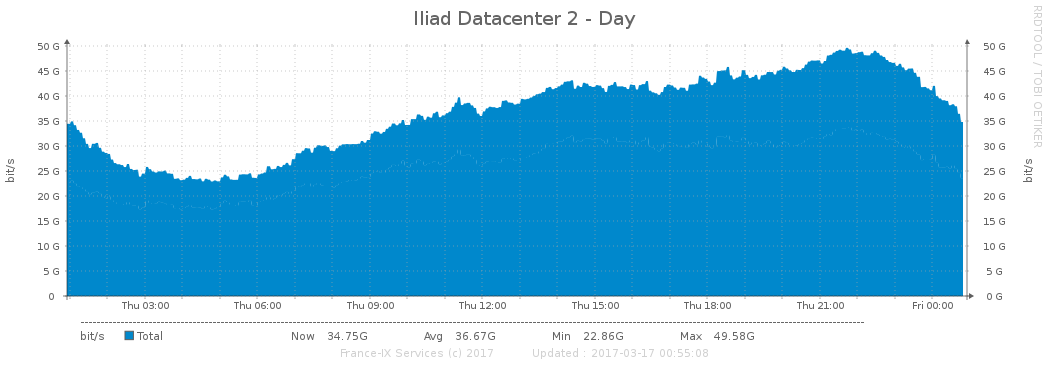 Iliad Datacenter 2 - Day
RRDTOOL / TOBI OETIKER
bit/s
50 G 50 G
45 G 45 G
40 G 40 G
35 G 35 G
30 G 30 G
25 G 25 G
20 G 20 G
15 G 15 G
10 G 10 G
5 G 5 G
0 0 G
bit/s
Thu 03:00 Thu 06:00 Thu 09:00 Thu 12:00 Thu 15:00 Thu 18:00 Thu 21:00 Fri 00:00
bit/s Total Now 34.75G Avg 36.67G Min 22.86G Max 49.58G
France-IX Services (c) 2017 Updated : 2017-03-17 00:55:08